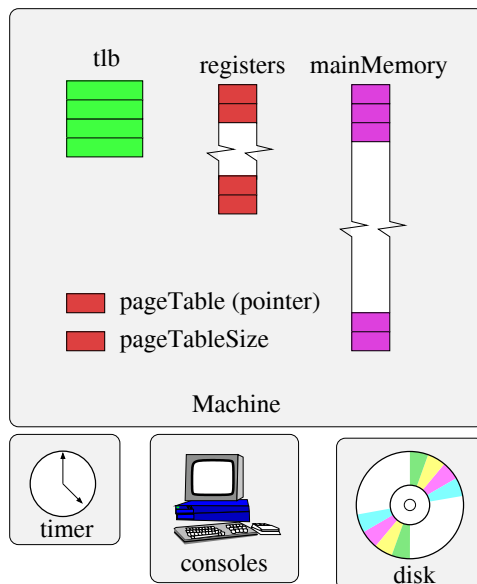 tlb
registers
mainMemory
pageTable (pointer)
pageTableSize
Machine
timer
consoles
disk